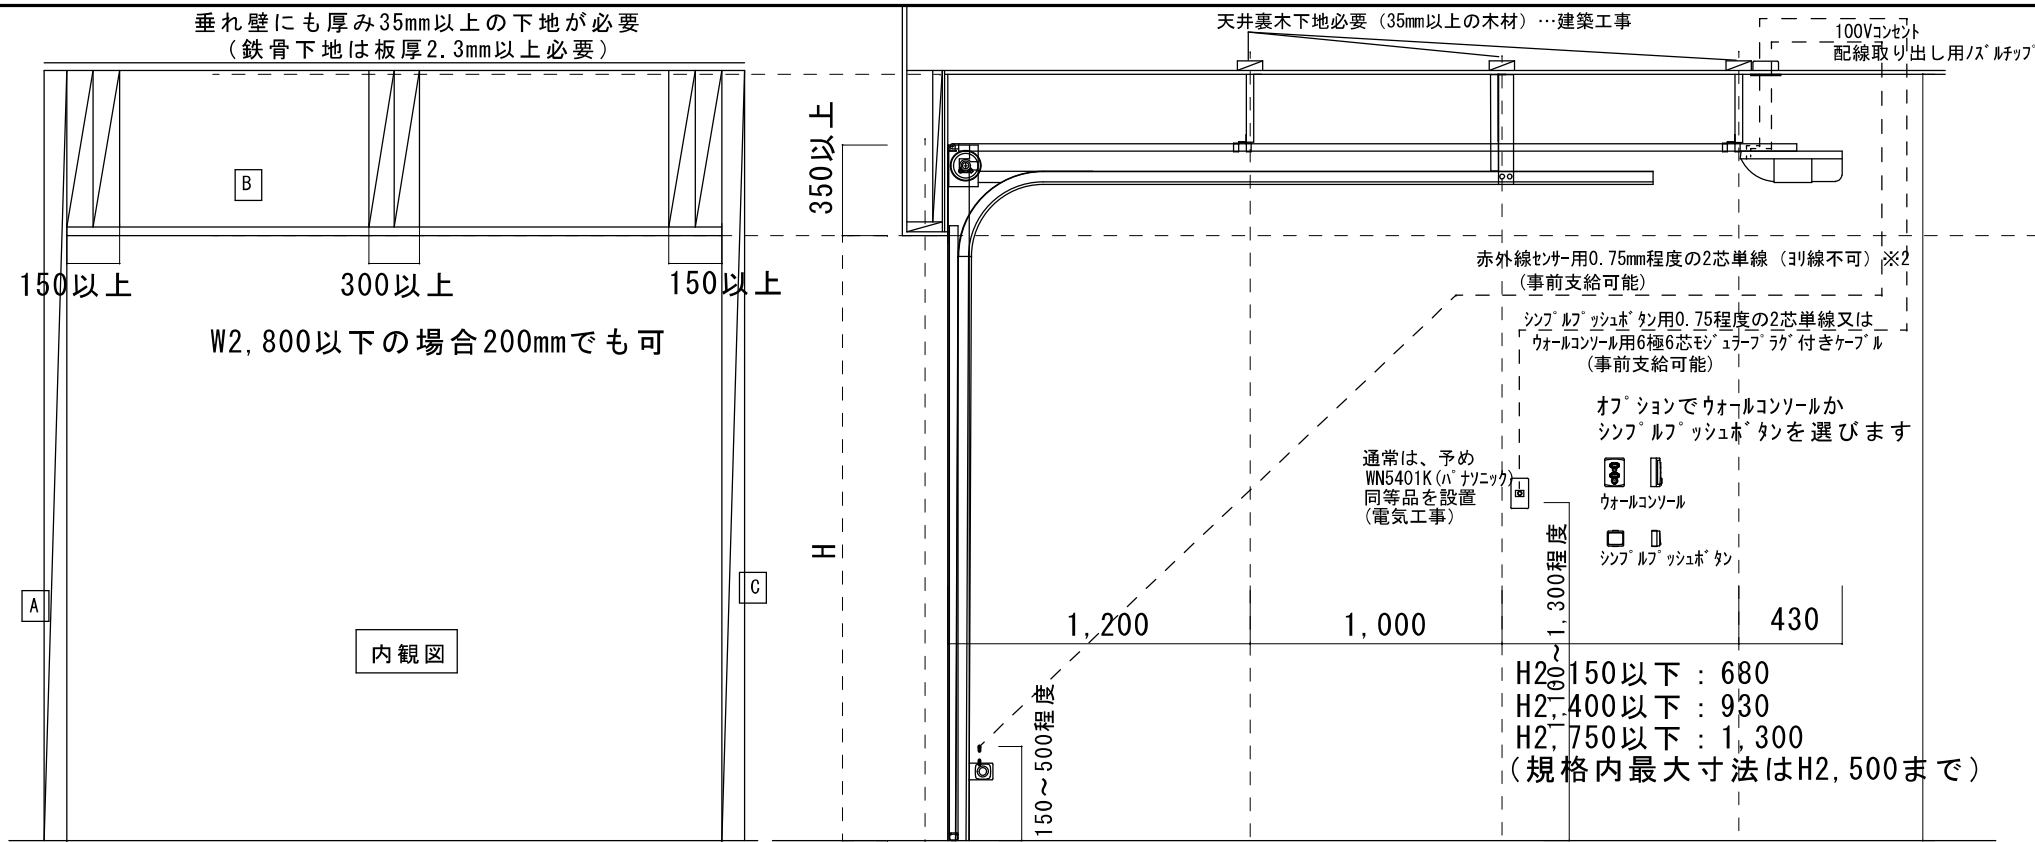 垂れ壁にも厚み35mm以上の下地が必要
（鉄骨下地は板厚2.3mm以上必要）
B
150以上
300以上
150以上
W2,800以下の場合200mmでも可
A
C
内観図
天井裏木下地必要（35mm以上の木材）…建築工事
100Vｺﾝｾﾝﾄ
配線取り出し用ﾉｽﾞﾙﾁｯﾌﾟ
350以上
H
赤外線ｾﾝｻｰ用0.75mm程度の2芯単線（ﾖﾘ線不可）※2
(事前支給可能)
ｼﾝﾌﾟﾙﾌﾟｯｼｭﾎﾞﾀﾝ用0.75程度の2芯単線又は
ｳｫｰﾙｺﾝｿｰﾙ用6極6芯ﾓｼﾞｭﾗｰﾌﾟﾗｸﾞ付きｹｰﾌﾞﾙ
(事前支給可能)
ｵﾌﾟｼｮﾝでｳｫｰﾙｺﾝｿｰﾙか
ｼﾝﾌﾟﾙﾌﾟｯｼｭﾎﾞﾀﾝを選びます
通常は、予め
WN5401K(ﾊﾟﾅｿﾆｯｸ)
同等品を設置
(電気工事)
ｳｫｰﾙｺﾝｿｰﾙ
ｼﾝﾌﾟﾙﾌﾟｯｼｭﾎﾞﾀﾝ
1,100～1,300程度
1,200
1,000
430
150～500程度
H2,150以下：680
H2,400以下：930
H2,750以下：1,300
（規格内最大寸法はH2,500まで）